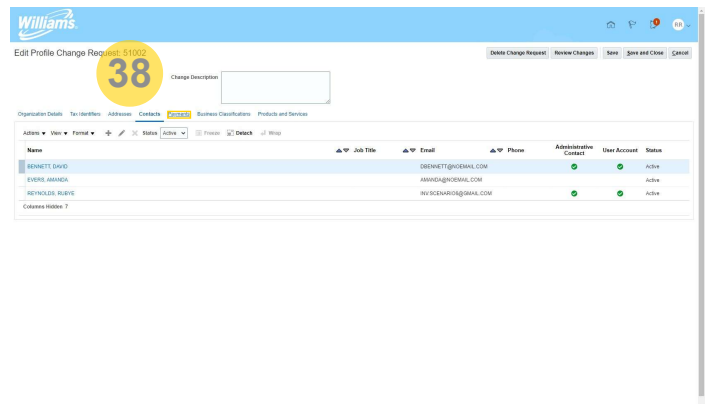 Williams.
RR
Edit Profile Change Request: 51002
Delete Change Request Review Changes Save Save and Close Cancel
38
Change Description
Organization Details Tax Identifiers Addresses Contacts Payments Business Classifications Products and Services
Actions View Format Status Active Freeze Detach Wrap
Name Job Title Email Phone Administrative Contact User Account Status
BENNETT, DAVID DBENNETT@NOEMAIL.COM Active
EVERS, AMANDA AMANDA@NOEMAIL.COM Active
REYNOLDS, RUBYE INV.SCENARIOS@GMAIL.COM Active
Columns Hidden 7